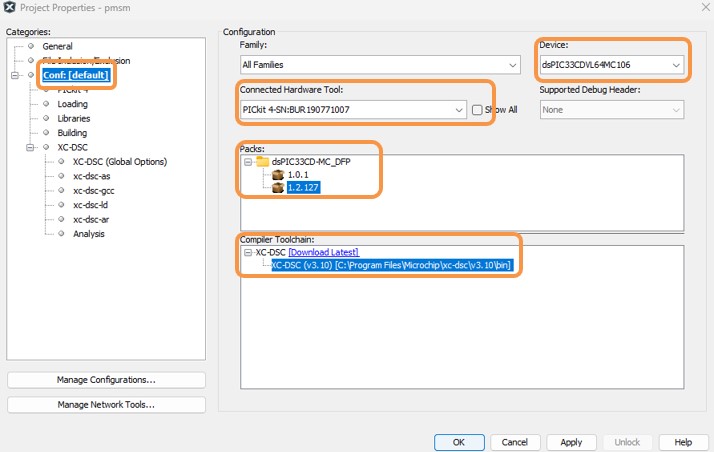 Project Properties - pmsm
Categories:
General
File Inclusion/Exclusion
Conf: [default]
PICkit 4
Loading
Libraries
Building
XC-DSC
XC-DSC (Global Options)
xc-dsc-as
xc-dsc-gcc
xc-dsc-ld
xc-dsc-ar
Analysis
Manage Configurations...
Manage Network Tools...
Configuration
Family:
Device:
All Families
dsPIC33CDVL64MC106
Connected Hardware Tool:
Supported Debug Header:
PICkit 4-SN:BUR190771007
Show All
None
Packs:
dsPIC33CD-MC_DFP
1.0.1
1.2.127
Compiler Toolchain:
XC-DSC [Download Latest]
XC-DSC (v3.10) [C:\Program Files\Microchip\xc-dsc\v3.10\bin]
OK
Cancel
Apply
Unlock
Help